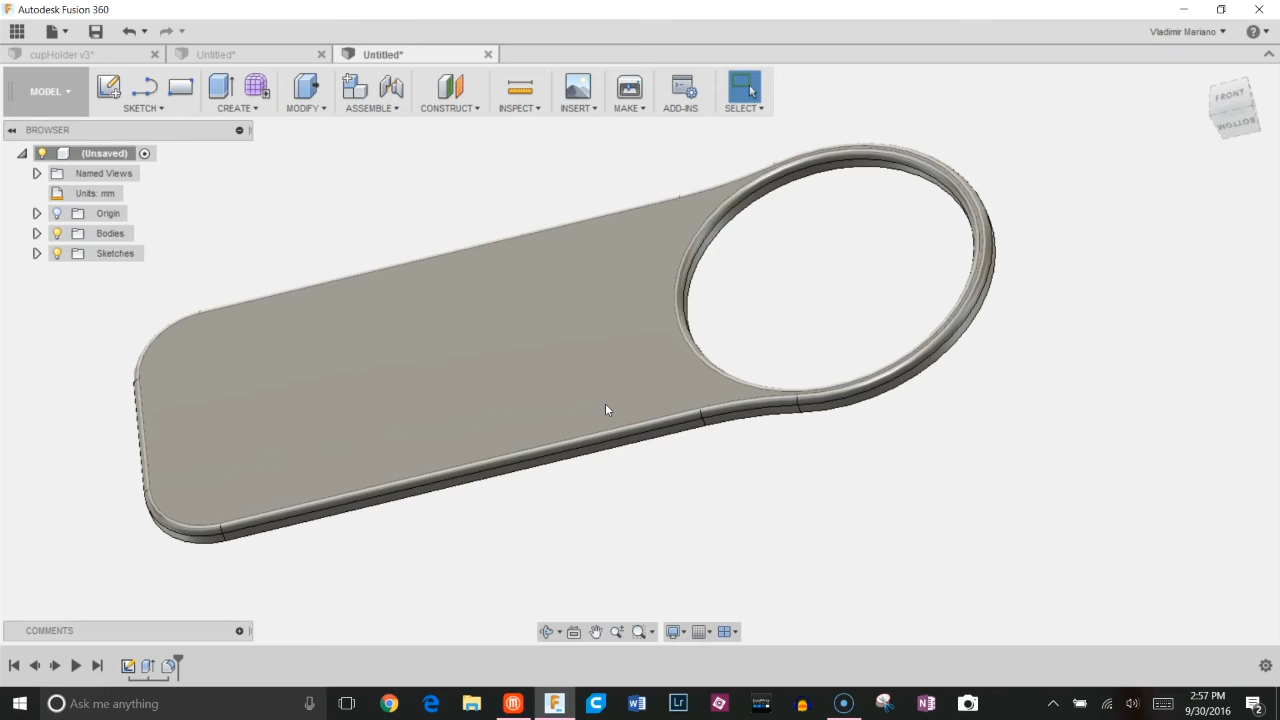 Autodesk Fusion 360
Vladimir Mariano
cupHolder v3*
Untitled*
Untitled*
MODEL
SKETCH
CREATE
MODIFY
ASSEMBLE
CONSTRUCT
INSPECT
INSERT
MAKE
ADD-INS
SELECT
FRONT
BOTTOM
BROWSER
(Unsaved)
Named Views
Units: mm
Origin
Bodies
Sketches
COMMENTS
Ask me anything
2:57 PM
9/30/2016
2